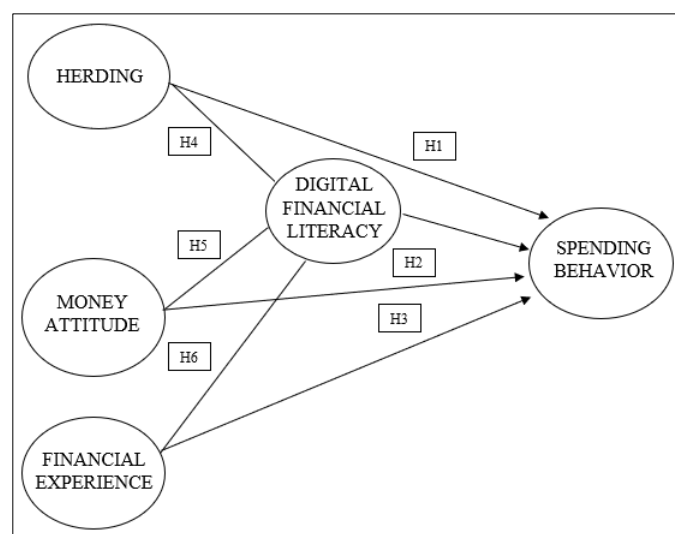 HERDING
H4
H1
DIGITAL
FINANCIAL
LITERACY
H5
H2
SPENDING
BEHAVIOR
MONEY
ATTITUDE
H3
H6
FINANCIAL
EXPERIENCE